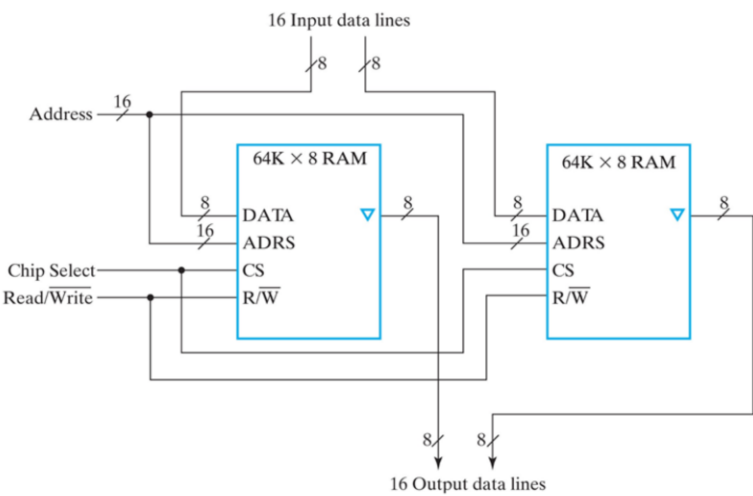 16 Input data lines
8 8
Address 16
64K × 8 RAM 64K × 8 RAM
8 DATA 8 8 DATA 8
16 ADRS 16 ADRS
Chip Select CS CS
Read/W̅r̅i̅t̅e̅ R/W̅ R/W̅
8 8
16 Output data lines